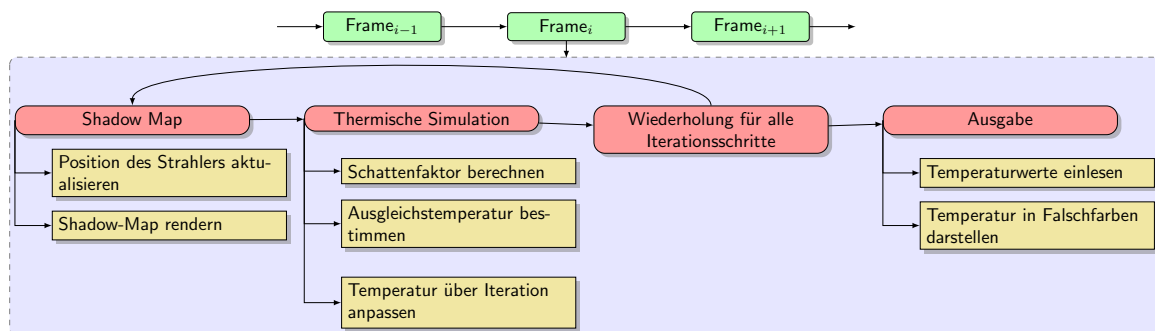 Frame_{i−1}
Frame_i
Frame_{i+1}
Shadow Map
Thermische Simulation
Wiederholung für alle
Iterationsschritte
Ausgabe
Position des Strahlers aktu-
alisieren
Shadow-Map rendern
Schattenfaktor berechnen
Ausgleichstemperatur bes-
timmen
Temperatur über Iteration
anpassen
Temperaturwerte einlesen
Temperatur in Falschfarben
darstellen